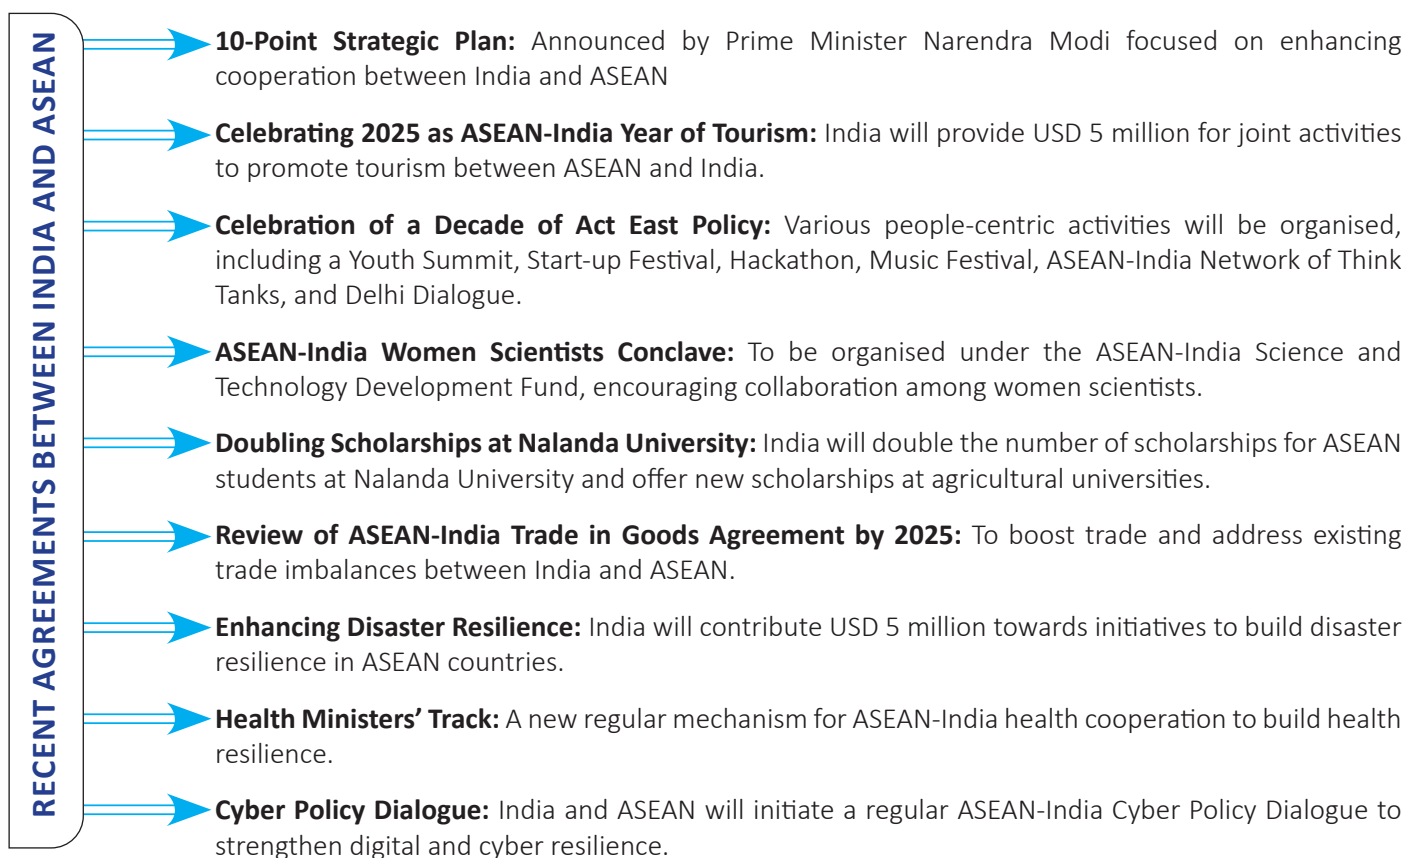 RECENT AGREEMENTS BETWEEN INDIA AND ASEAN
10-Point Strategic Plan: Announced by Prime Minister Narendra Modi focused on enhancing
cooperation between India and ASEAN
Celebrating 2025 as ASEAN-India Year of Tourism: India will provide USD 5 million for joint activities
to promote tourism between ASEAN and India.
Celebration of a Decade of Act East Policy: Various people-centric activities will be organised,
including a Youth Summit, Start-up Festival, Hackathon, Music Festival, ASEAN-India Network of Think
Tanks, and Delhi Dialogue.
ASEAN-India Women Scientists Conclave: To be organised under the ASEAN-India Science and
Technology Development Fund, encouraging collaboration among women scientists.
Doubling Scholarships at Nalanda University: India will double the number of scholarships for ASEAN
students at Nalanda University and offer new scholarships at agricultural universities.
Review of ASEAN-India Trade in Goods Agreement by 2025: To boost trade and address existing
trade imbalances between India and ASEAN.
Enhancing Disaster Resilience: India will contribute USD 5 million towards initiatives to build disaster
resilience in ASEAN countries.
Health Ministers’ Track: A new regular mechanism for ASEAN-India health cooperation to build health
resilience.
Cyber Policy Dialogue: India and ASEAN will initiate a regular ASEAN-India Cyber Policy Dialogue to
strengthen digital and cyber resilience.